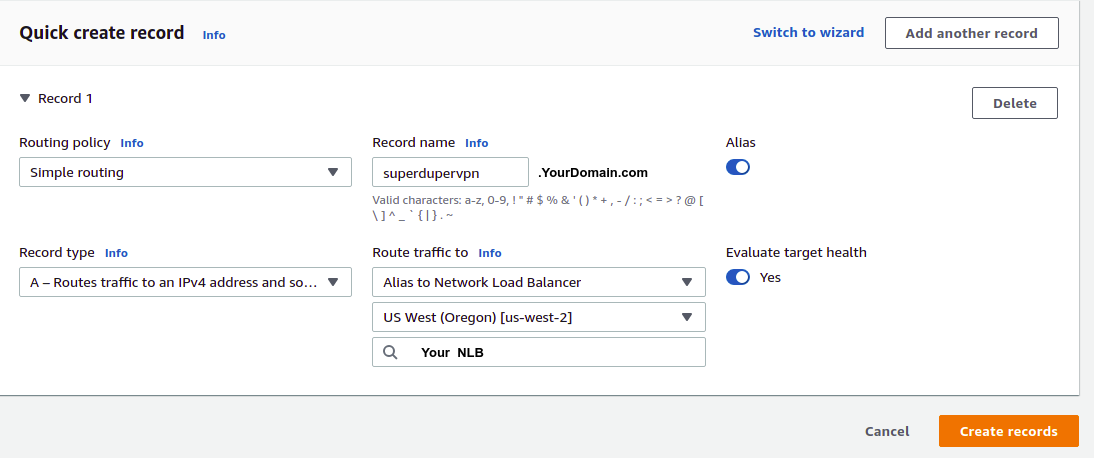 Quick create record Info Switch to wizard Add another record
Record 1 Delete
Routing policy Info Record name Info Alias
Simple routing superdupervpn .YourDomain.com
Valid characters: a-z, 0-9, ! " # $ % & ' ( ) * + , - / : ; < = > ? @ [
\ ] ^ _ ` { | } . ~
Record type Info Route traffic to Info Evaluate target health
A – Routes traffic to an IPv4 address and so... Alias to Network Load Balancer Yes
US West (Oregon) [us-west-2]
Your NLB
Cancel Create records